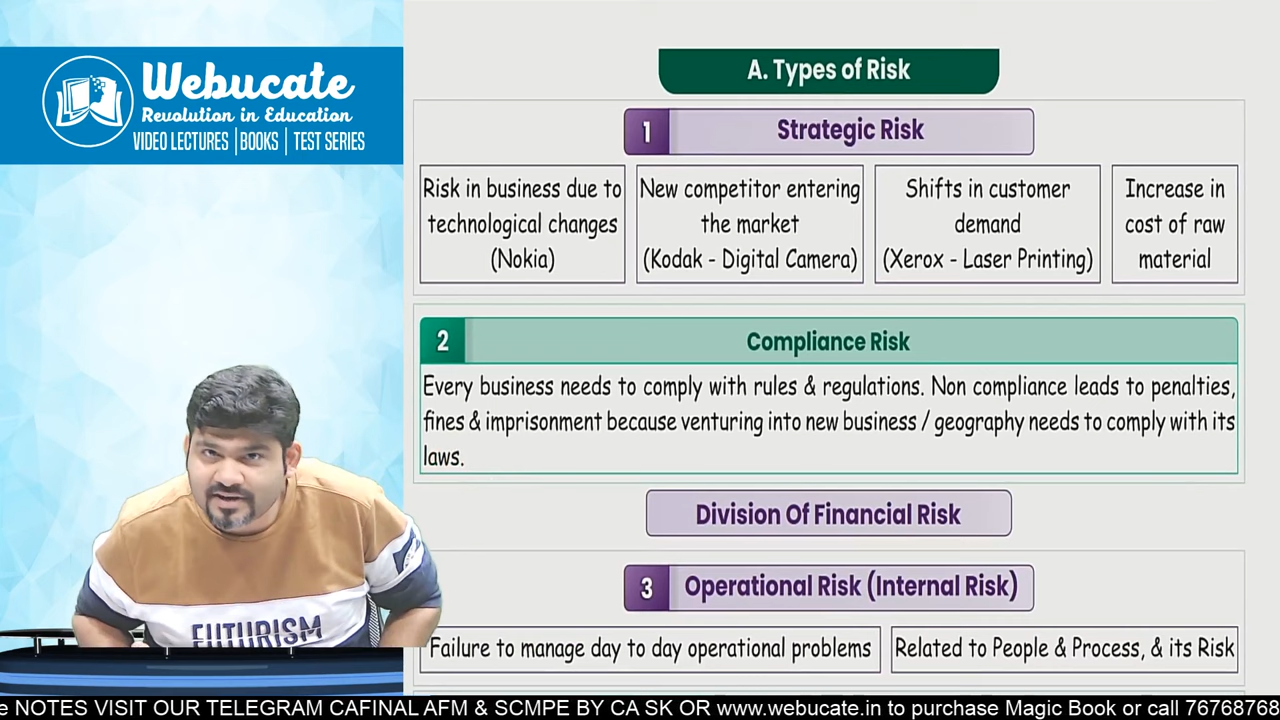 Webucate
Revolution in Education
VIDEO LECTURES | BOOKS | TEST SERIES
A. Types of Risk
1 Strategic Risk
Risk in business due to
technological changes
(Nokia)
New competitor entering
the market
(Kodak - Digital Camera)
Shifts in customer
demand
(Xerox - Laser Printing)
Increase in
cost of raw
material
2 Compliance Risk
Every business needs to comply with rules & regulations. Non compliance leads to penalties,
fines & imprisonment because venturing into new business / geography needs to comply with its
laws.
Division Of Financial Risk
3 Operational Risk (Internal Risk)
Failure to manage day to day operational problems
Related to People & Process, & its Risk
FUTURISM
e NOTES VISIT OUR TELEGRAM CAFINAL AFM & SCMPE BY CA SK OR www.webucate.in to purchase Magic Book or call 76768768